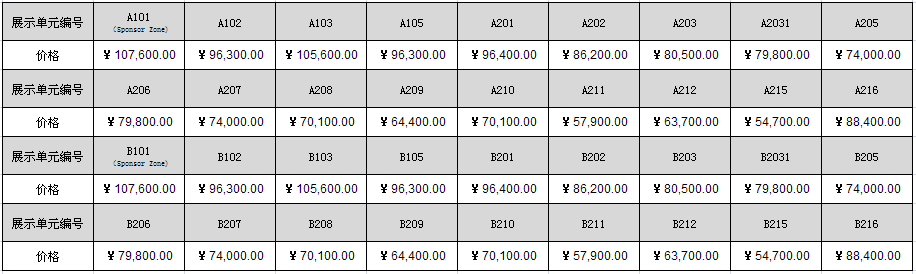 展示单元编号 A101 (Sponsor Zone) A102 A103 A105 A201 A202 A203 A2031 A205
价格 ￥107,600.00 ￥96,300.00 ￥105,600.00 ￥96,300.00 ￥96,400.00 ￥86,200.00 ￥80,500.00 ￥79,800.00 ￥74,000.00
展示单元编号 A206 A207 A208 A209 A210 A211 A212 A215 A216
价格 ￥79,800.00 ￥74,000.00 ￥70,100.00 ￥64,400.00 ￥70,100.00 ￥57,900.00 ￥63,700.00 ￥54,700.00 ￥88,400.00
展示单元编号 B101 (Sponsor Zone) B102 B103 B105 B201 B202 B203 B2031 B205
价格 ￥107,600.00 ￥96,300.00 ￥105,600.00 ￥96,300.00 ￥96,400.00 ￥86,200.00 ￥80,500.00 ￥79,800.00 ￥74,000.00
展示单元编号 B206 B207 B208 B209 B210 B211 B212 B215 B216
价格 ￥79,800.00 ￥74,000.00 ￥70,100.00 ￥64,400.00 ￥70,100.00 ￥57,900.00 ￥63,700.00 ￥54,700.00 ￥88,400.00